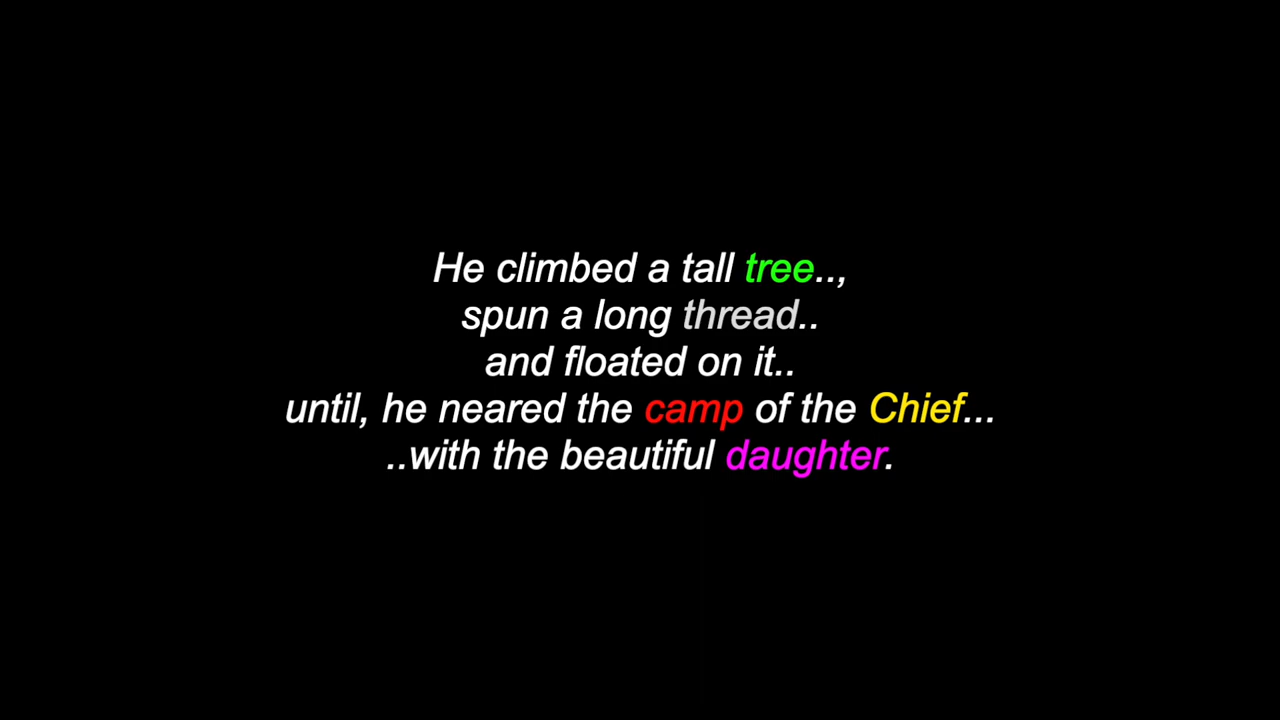 He climbed a tall tree..,
spun a long thread..
and floated on it..
until, he neared the camp of the Chief...
..with the beautiful daughter.